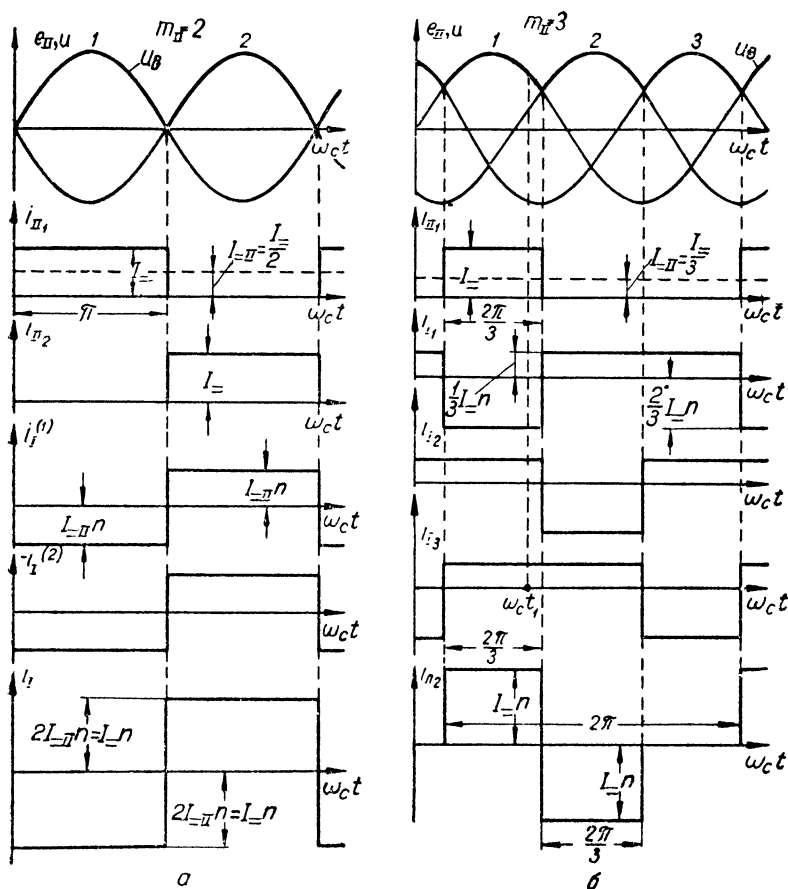 e_II, u
m_II=2
1
2
u_в
ω_c t
i_II1
I_=
I_=II = I_=/2
ω_c t
π
i_II2
I_=
ω_c t
i_I^(1)
I_=II n
I_=II n
ω_c t
-i_I^(2)
ω_c t
i_I
2I_=II n = I_= n
ω_c t
2I_=II n = I_= n
а
e_II, u
m_II=3
1
2
3
u_в
ω_c t
i_II1
I_=
I_=II = I_=/3
ω_c t
2π/3
1/3 I_= n
2/3 I_= n
ω_c t
ω_c t
ω_c t_1
ω_c t
2π/3
I_= n
2π
I_= n
ω_c t
2π/3
б